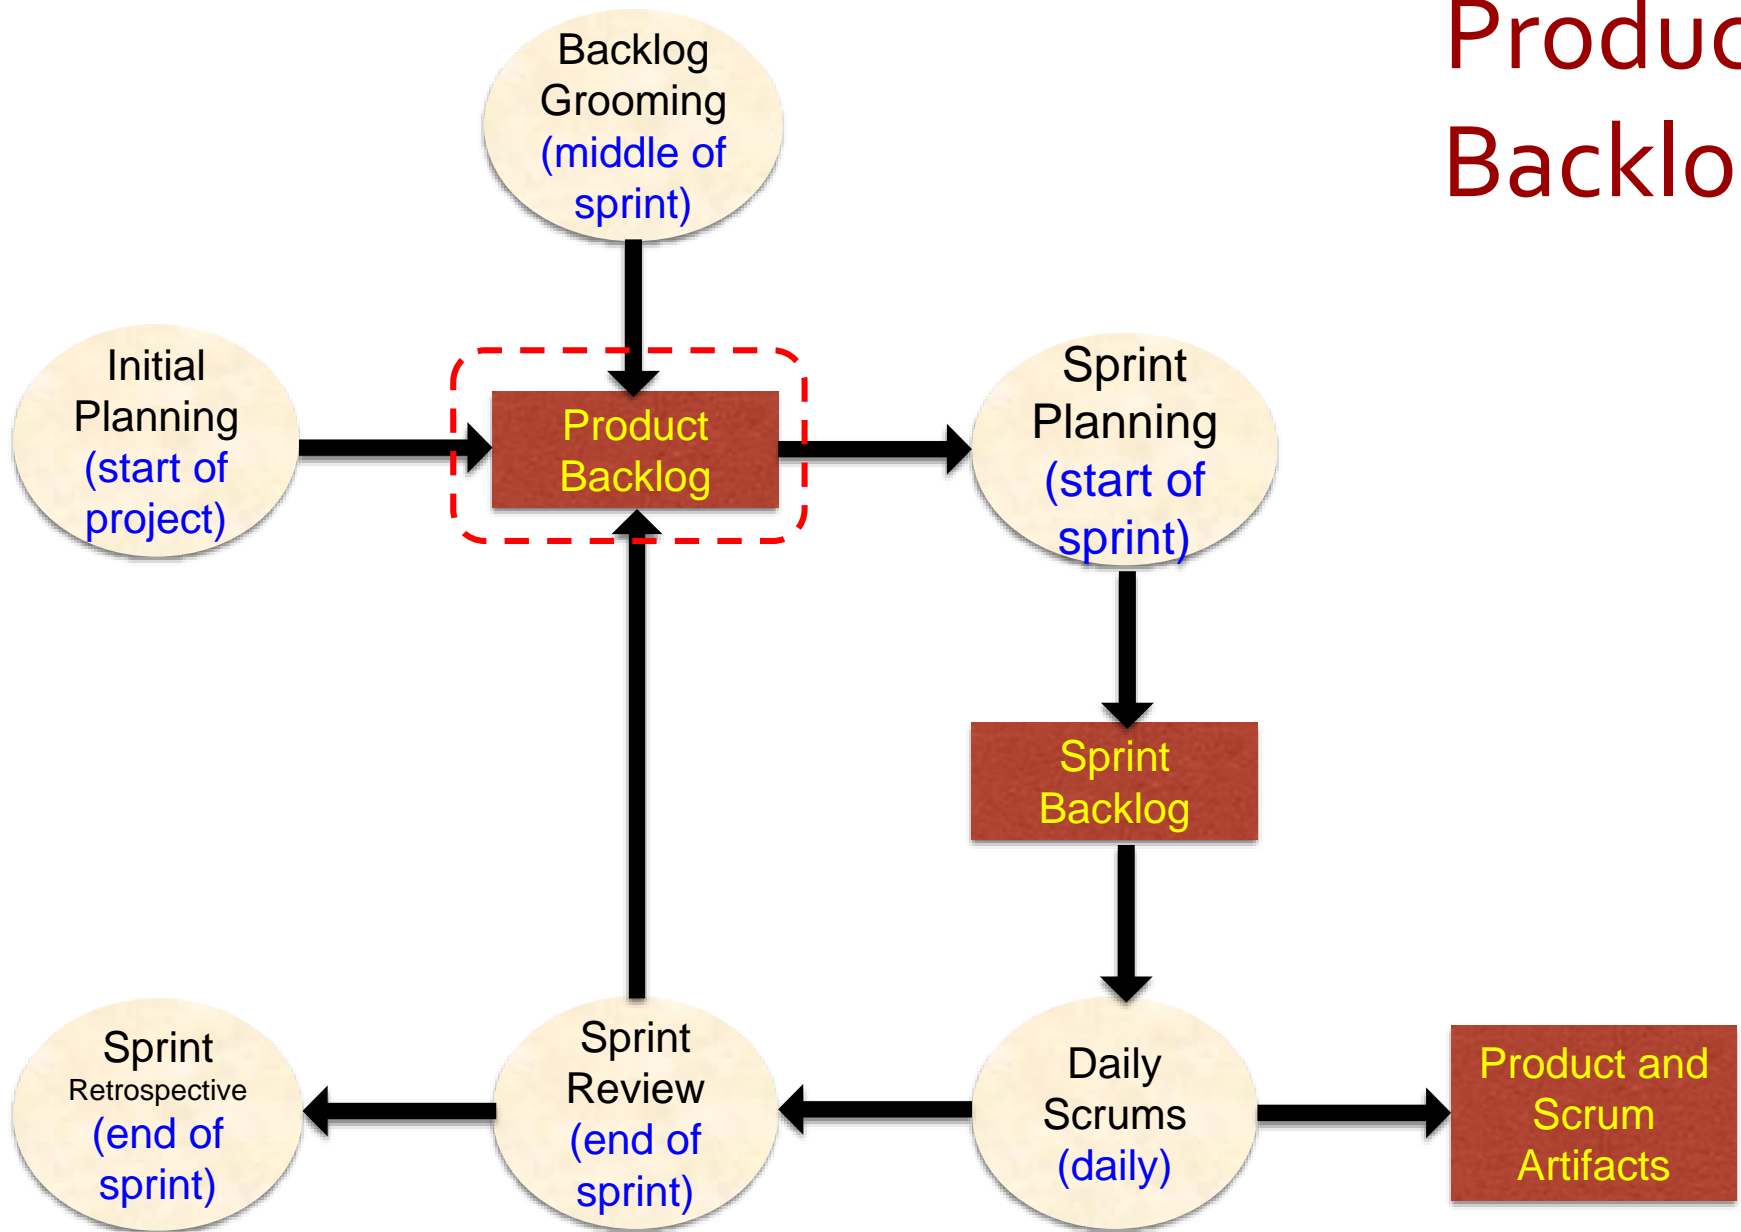 Produc
Backlo
Backlog
Grooming
(middle of
sprint)
Initial
Planning
(start of
project)
Product
Backlog
Sprint
Planning
(start of
sprint)
Sprint
Backlog
Sprint
Retrospective
(end of
sprint)
Sprint
Review
(end of
sprint)
Daily
Scrums
(daily)
Product and
Scrum
Artifacts